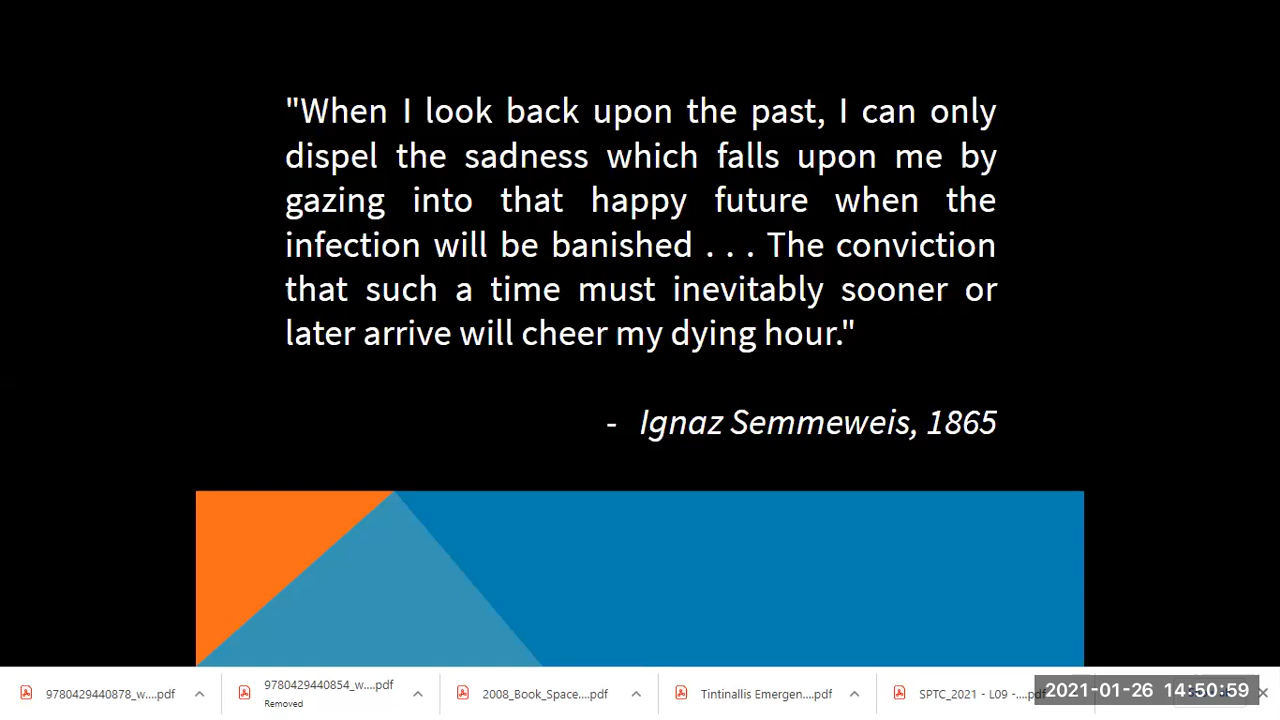 "When I look back upon the past, I can only
dispel the sadness which falls upon me by
gazing into that happy future when the
infection will be banished . . . The conviction
that such a time must inevitably sooner or
later arrive will cheer my dying hour."
- Ignaz Semmeweis, 1865
9780429440878_w....pdf
9780429440854_w....pdf
Removed
2008_Book_Space....pdf
Tintinallis Emergen....pdf
SPTC_2021 - L09 -....pdf
2021-01-26 14:50:59